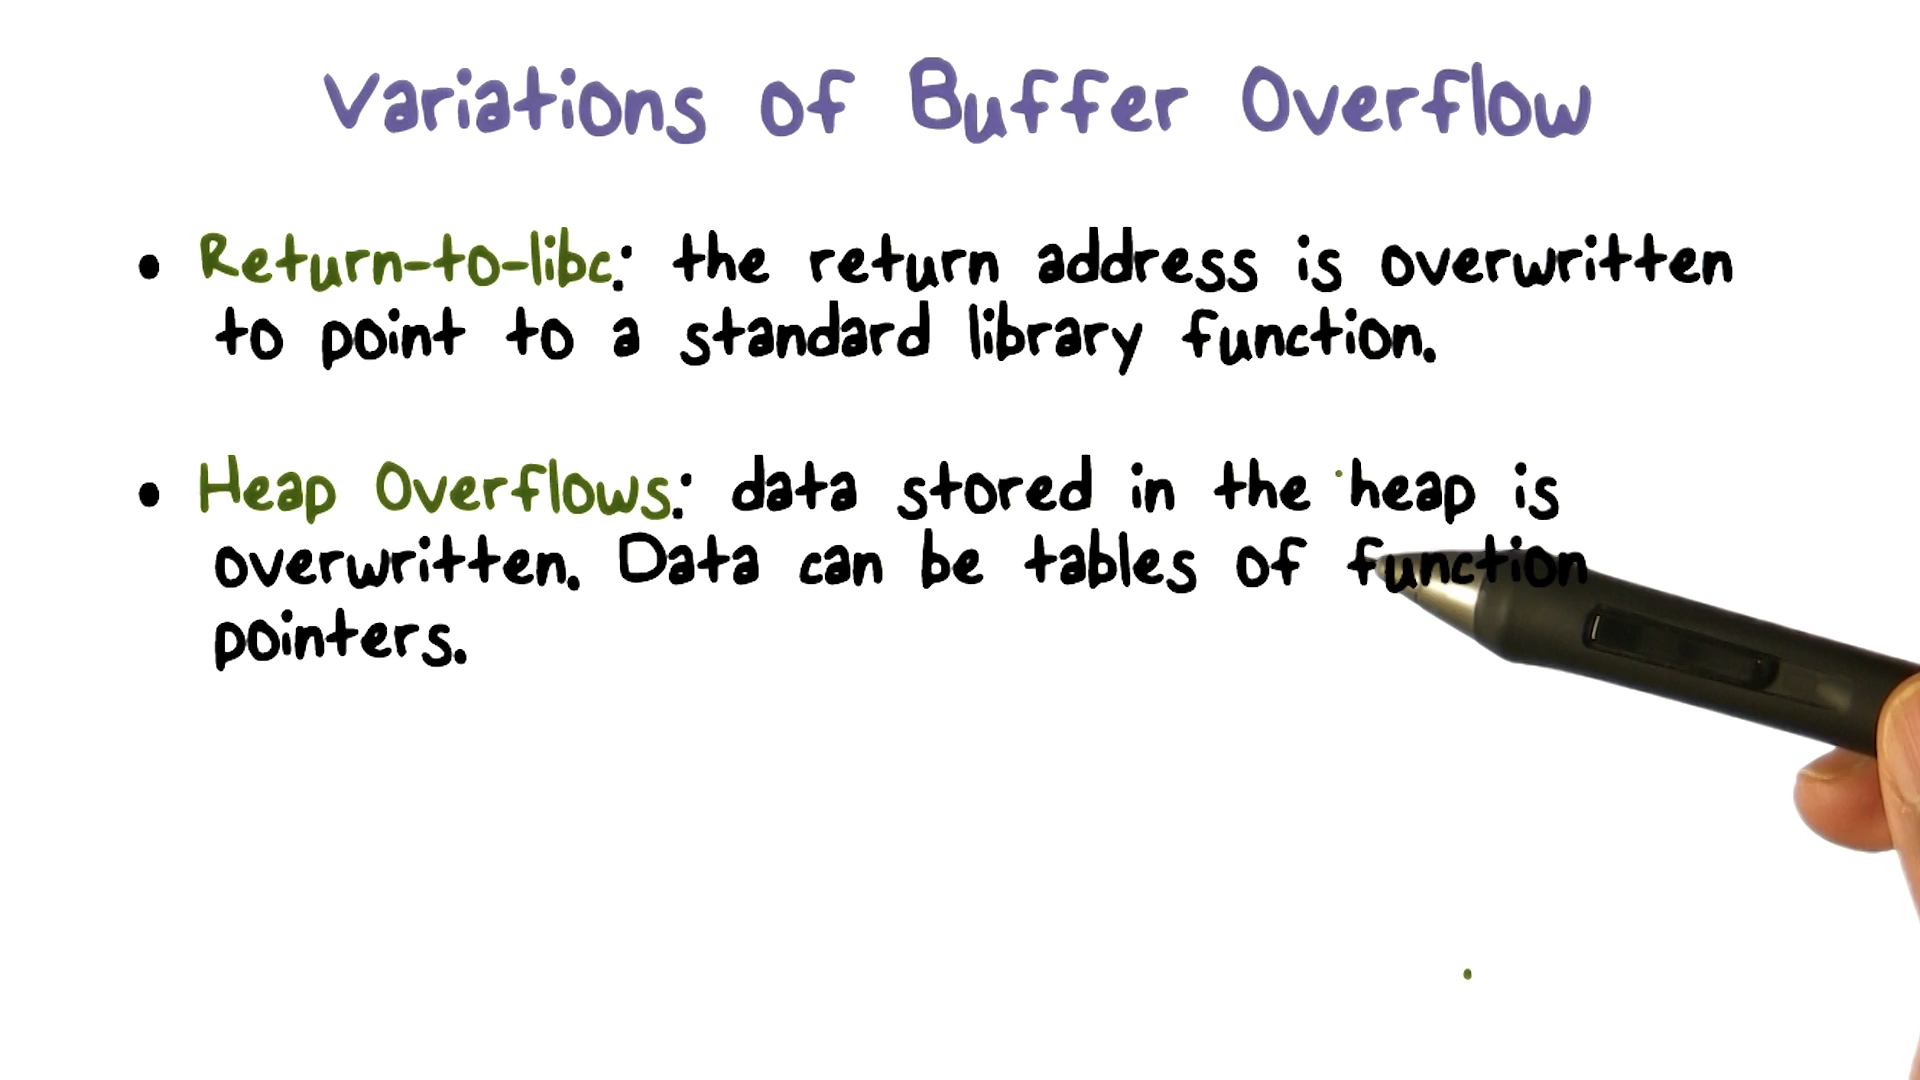 Variations of Buffer Overflow
• Return-to-libc: the return address is overwritten
to point to a standard library function.
• Heap Overflows: data stored in the heap is
overwritten. Data can be tables of function
pointers.